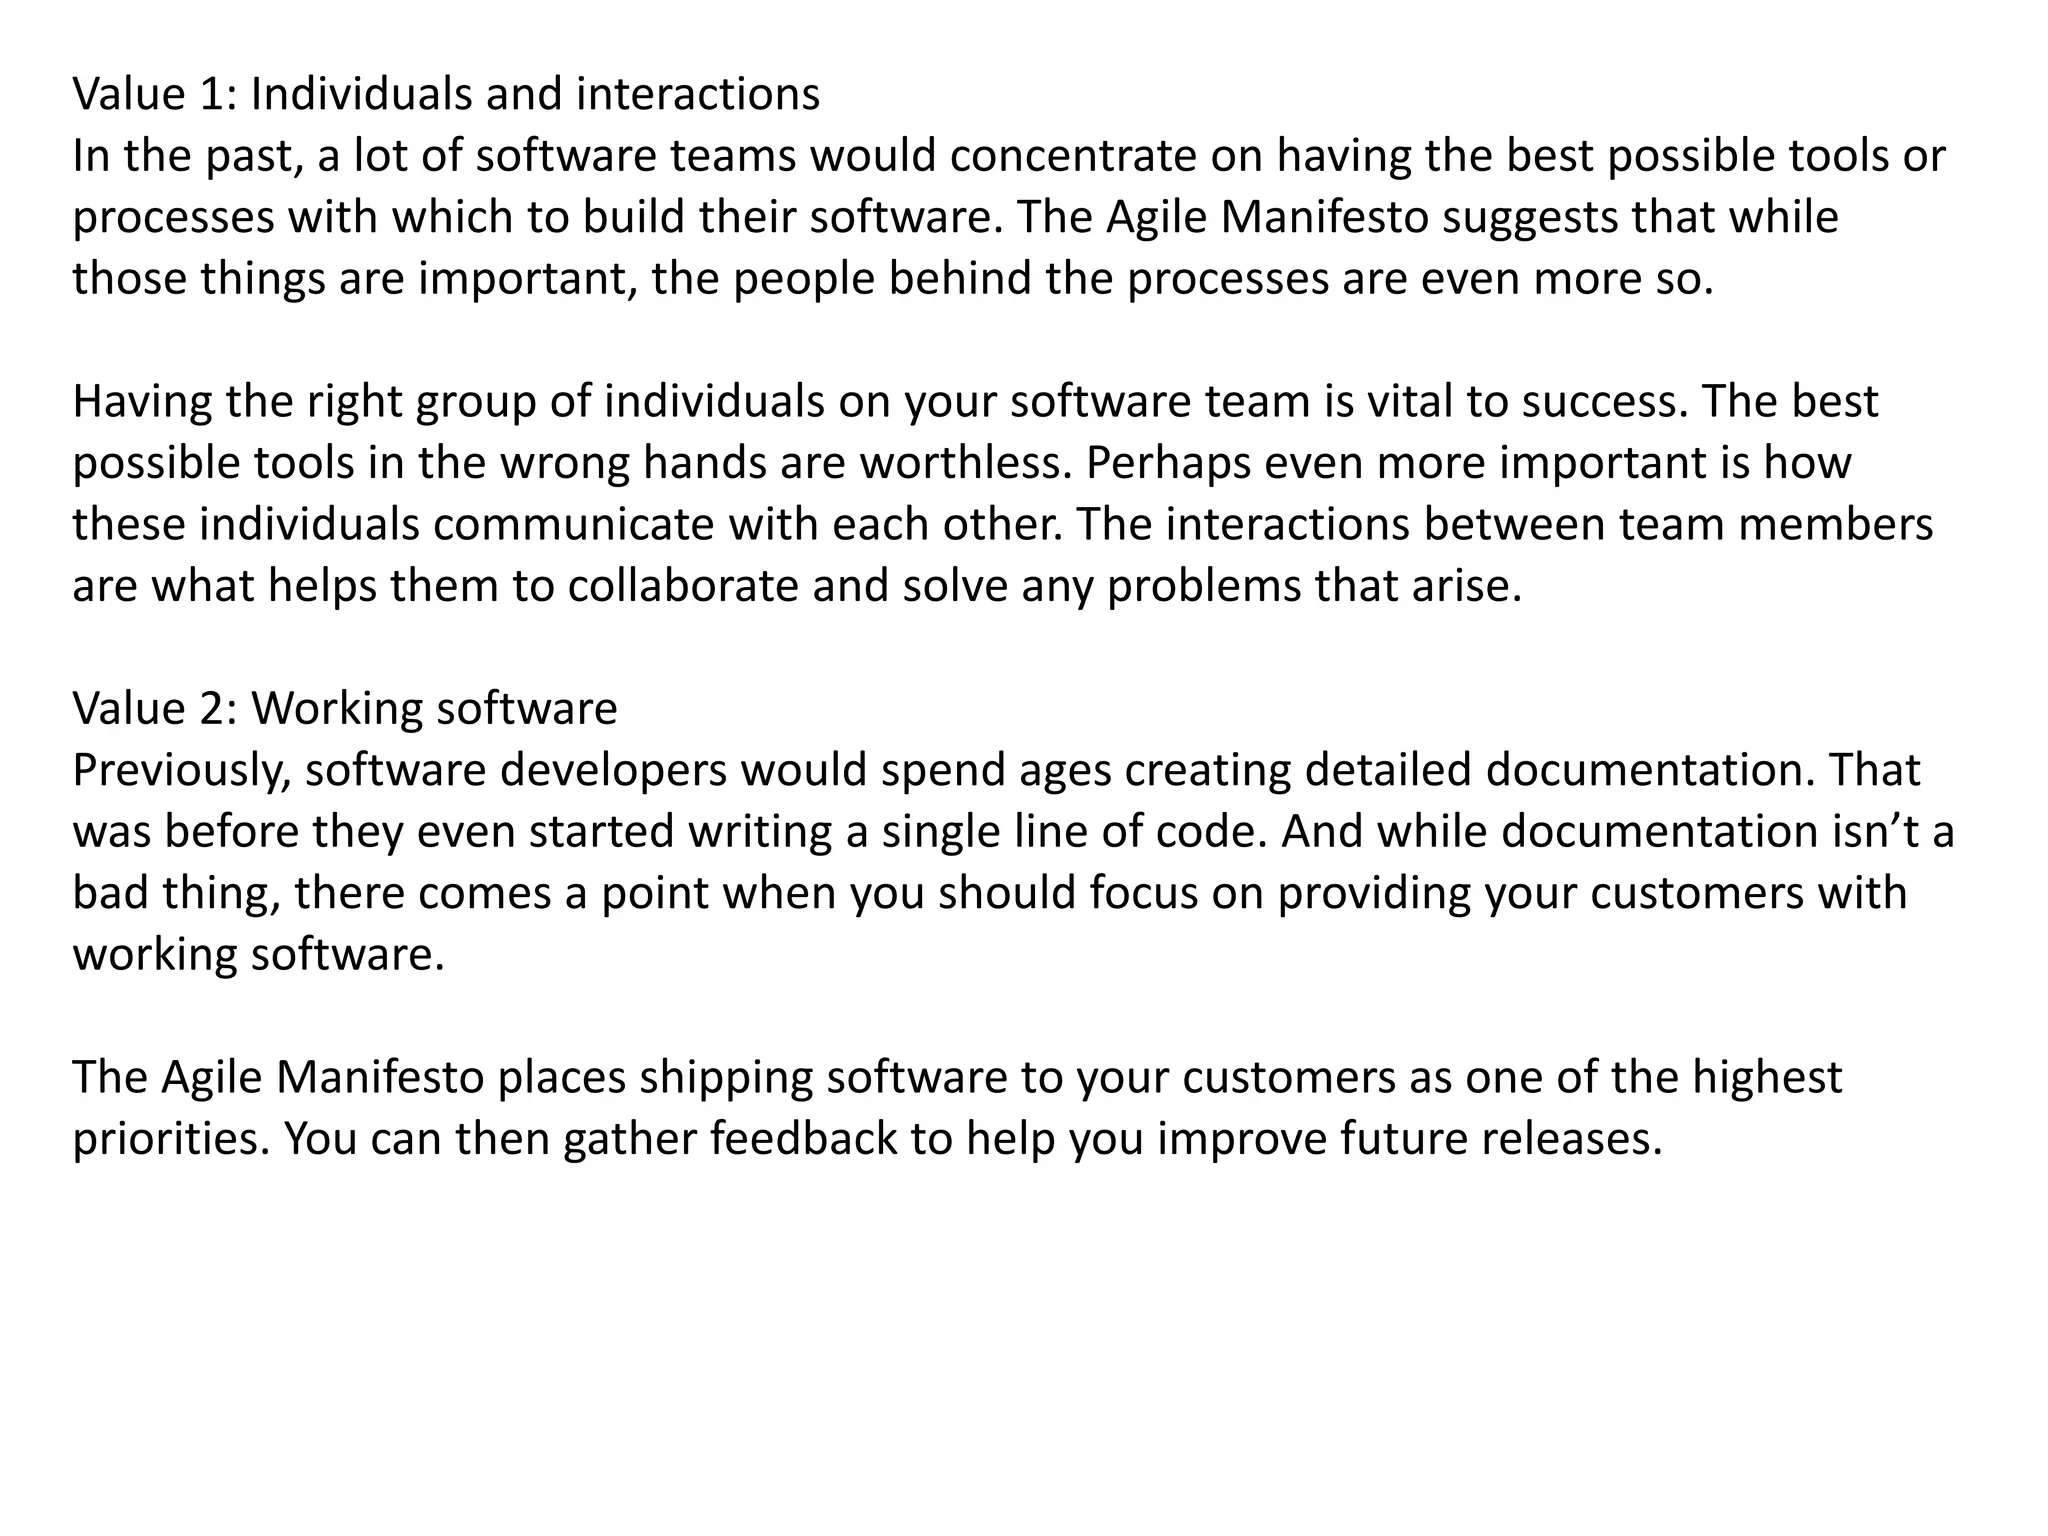 Value 1: Individuals and interactions
In the past, a lot of software teams would concentrate on having the best possible tools or
processes with which to build their software. The Agile Manifesto suggests that while
those things are important, the people behind the processes are even more so.
Having the right group of individuals on your software team is vital to success. The best
possible tools in the wrong hands are worthless. Perhaps even more important is how
these individuals communicate with each other. The interactions between team members
are what helps them to collaborate and solve any problems that arise.
Value 2: Working software
Previously, software developers would spend ages creating detailed documentation. That
was before they even started writing a single line of code. And while documentation isn’t a
bad thing, there comes a point when you should focus on providing your customers with
working software.
The Agile Manifesto places shipping software to your customers as one of the highest
priorities. You can then gather feedback to help you improve future releases.